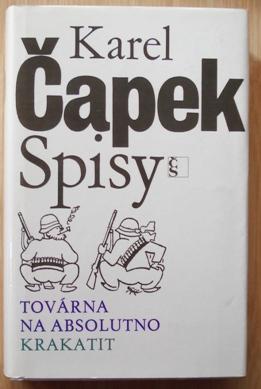 Karel
Čapek
Spisy
čs
TOVÁRNA
NA ABSOLUTNO
KRAKATIT